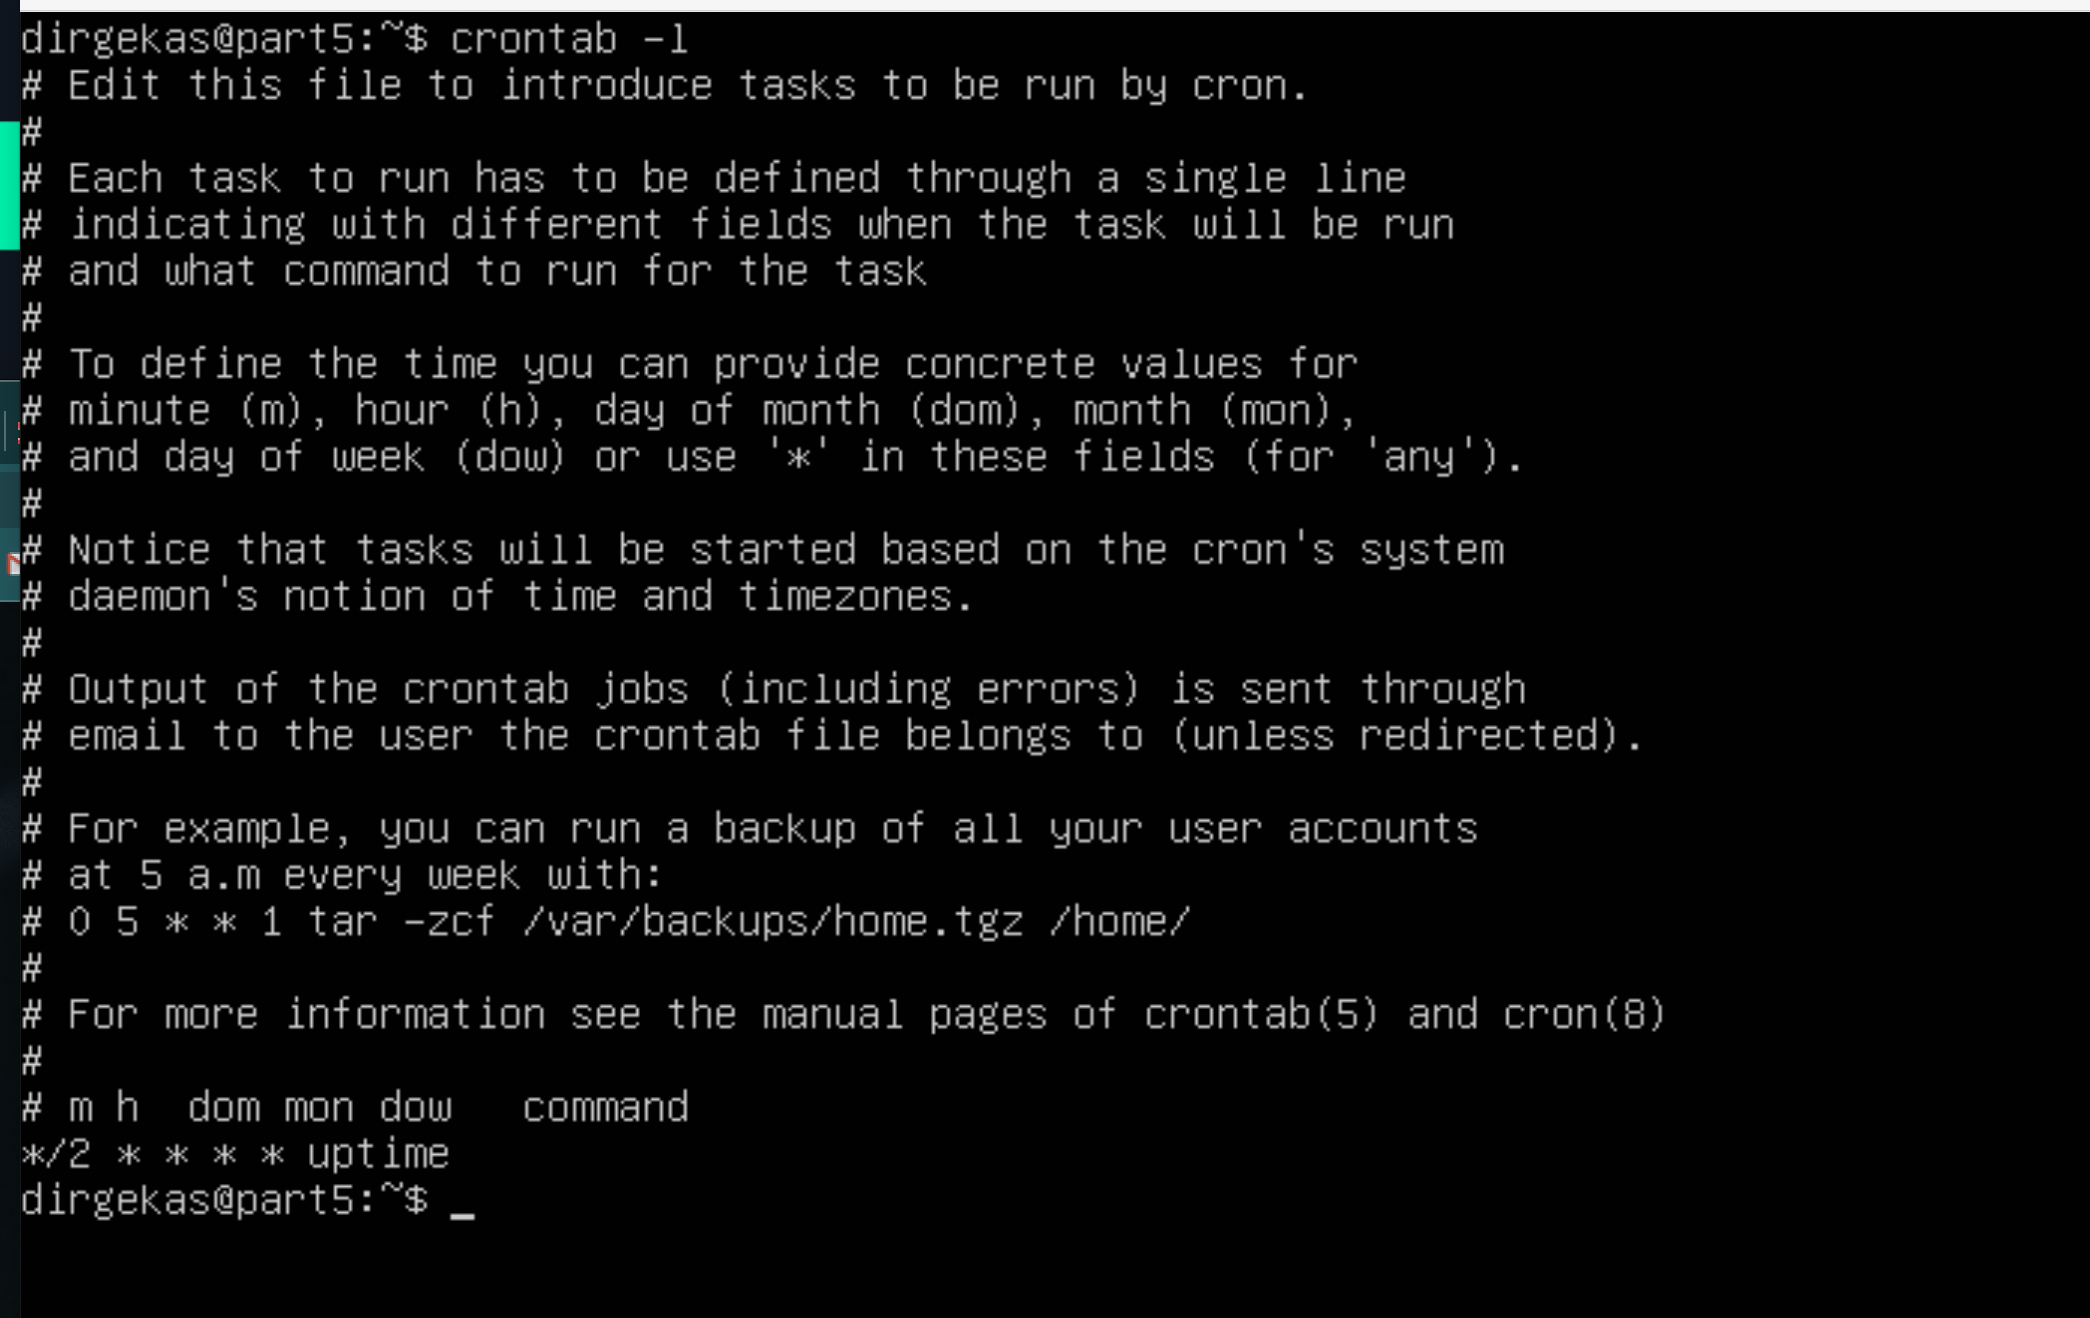 dirgekas@part5:~$ crontab -l
# Edit this file to introduce tasks to be run by cron.
#
# Each task to run has to be defined through a single line
# indicating with different fields when the task will be run
# and what command to run for the task
#
# To define the time you can provide concrete values for
# minute (m), hour (h), day of month (dom), month (mon),
# and day of week (dow) or use '*' in these fields (for 'any').
#
# Notice that tasks will be started based on the cron's system
# daemon's notion of time and timezones.
#
# Output of the crontab jobs (including errors) is sent through
# email to the user the crontab file belongs to (unless redirected).
#
# For example, you can run a backup of all your user accounts
# at 5 a.m every week with:
# 0 5 * * 1 tar -zcf /var/backups/home.tgz /home/
#
# For more information see the manual pages of crontab(5) and cron(8)
#
# m h  dom mon dow   command
*/2 * * * * uptime
dirgekas@part5:~$ _